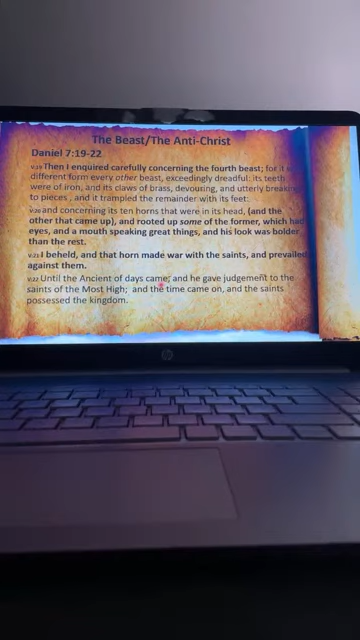 The Beast/The Anti-Christ
Daniel 7:19-22
v.19 Then I enquired carefully concerning the fourth beast; for it
different form every other beast, exceedingly dreadful: its teeth
were of iron, and its claws of brass, devouring, and utterly breaking
to pieces , and it trampled the remainder with its feet:
v.20 and concerning its ten horns that were in its head, (and the
other that came up), and rooted up some of the former, which had
eyes, and a mouth speaking great things, and his look was bolder
than the rest.
v.21 I beheld, and that horn made war with the saints, and prevailed
against them.
v.22 Until the Ancient of days came; and he gave judgement to the
saints of the Most High; and the time came on, and the saints
possessed the kingdom.
hp